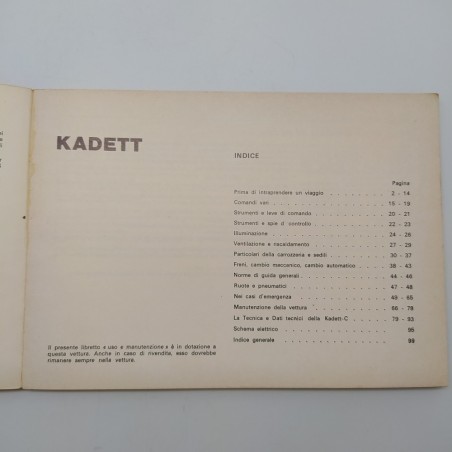 KADETT
INDICE
Pagina
Prima di intraprendere un viaggio . . . . . . . . . . 2 - 14
Comandi vari . . . . . . . . . . 15 - 19
Strumenti e leve di comando . . . . . . . . . . 20 - 21
Strumenti e spie di controllo . . . . . . . . . . 22 - 23
Illuminazione . . . . . . . . . . 24 - 26
Ventilazione e riscaldamento . . . . . . . . . . 27 - 28
Particolari della carrozzeria e sedili . . . . . . . . . . 30 - 37
Freni, cambio meccanico, cambio automatico . . . . . . . . . . 38 - 43
Norme di guida generali . . . . . . . . . . 44 - 46
Ruote e pneumatici . . . . . . . . . . 47 - 48
Nei casi d'emergenza . . . . . . . . . . 49 -
Manutenzione della vettura . . . . . . . . . . - 78
La Tecnica e Dati tecnici della Kadett-C . . . . . . . . . . 79 - 93
Schema elettrico . . . . . . . . . .
Indice generale . . . . . . . . . . 98
Il presente libretto « uso e manutenzione » è in dotazione a
questa vettura. Anche in caso di rivendita, esso dovrebbe
rimanere sempre nella vettura.